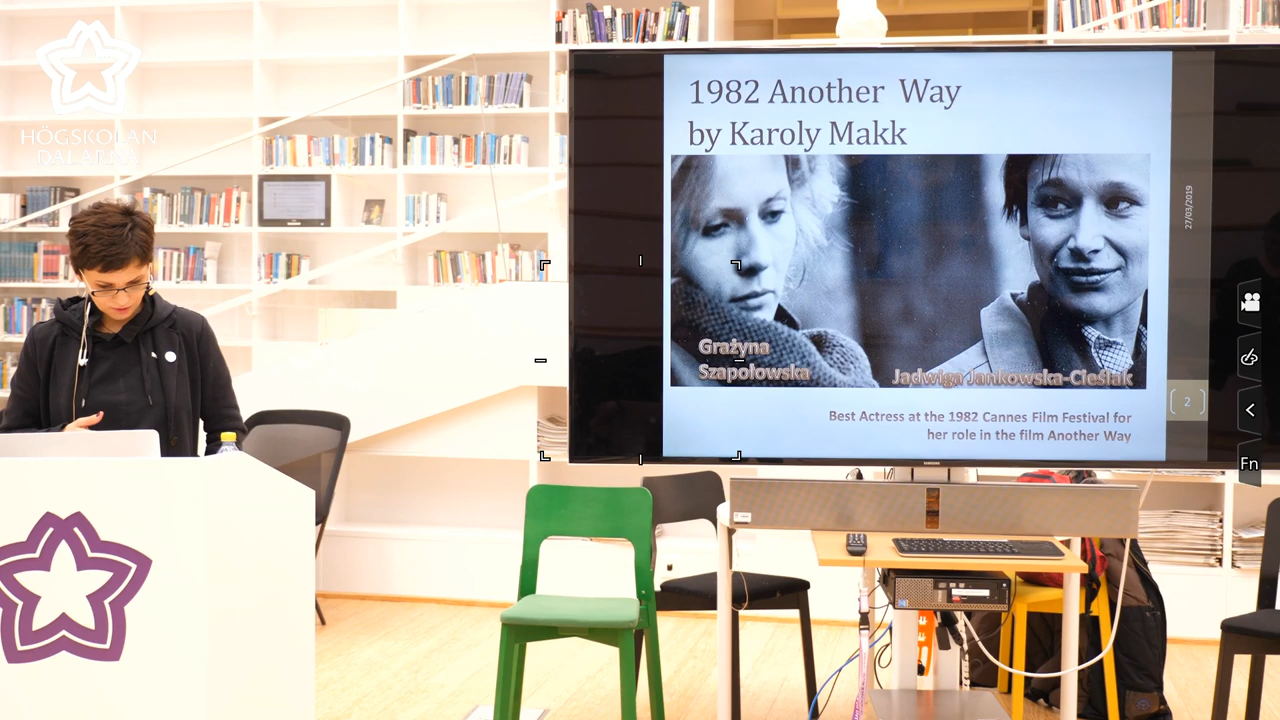 HÖGSKOLAN
DALARNA
1982 Another Way
by Karoly Makk
27/03/2019
Grażyna
Szapołowska
Jadwiga Jankowska-Cieślak
2
Best Actress at the 1982 Cannes Film Festival for
her role in the film Another Way
SAMSUNG
Fn